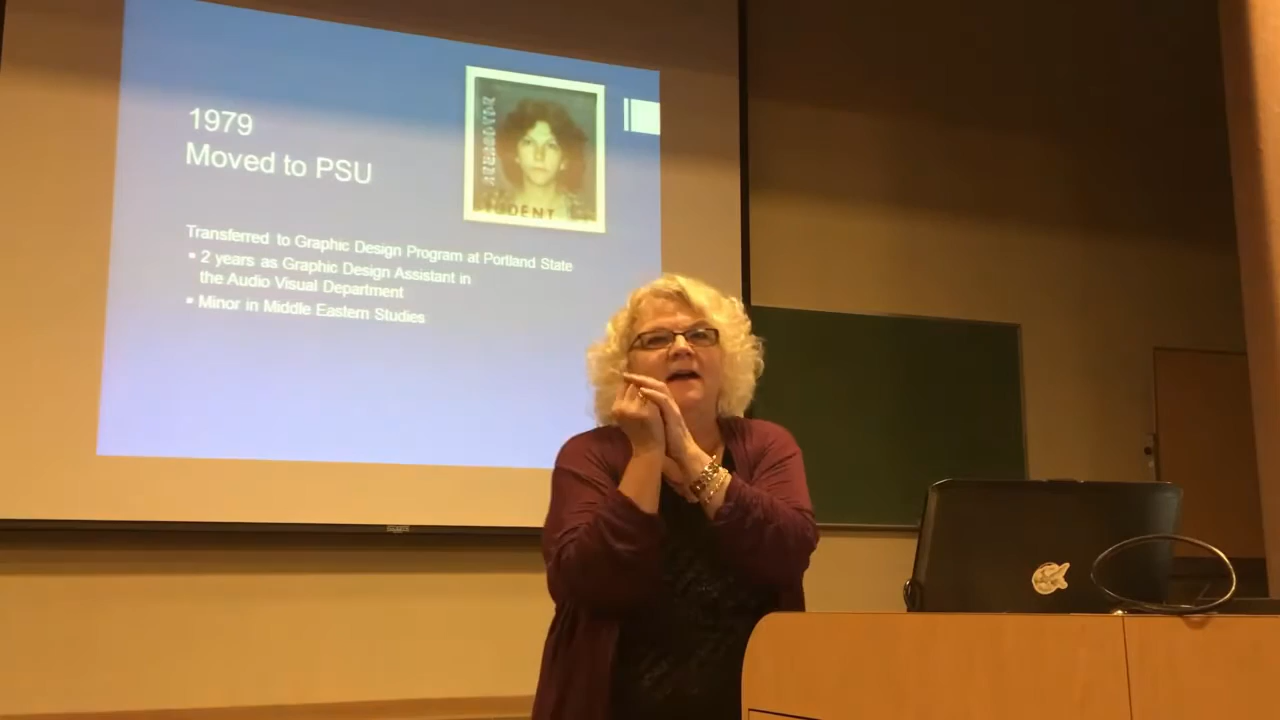 1979
Moved to PSU
Transferred to Graphic Design Program at Portland State
▪ 2 years as Graphic Design Assistant in
the Audio Visual Department
▪ Minor in Middle Eastern Studies